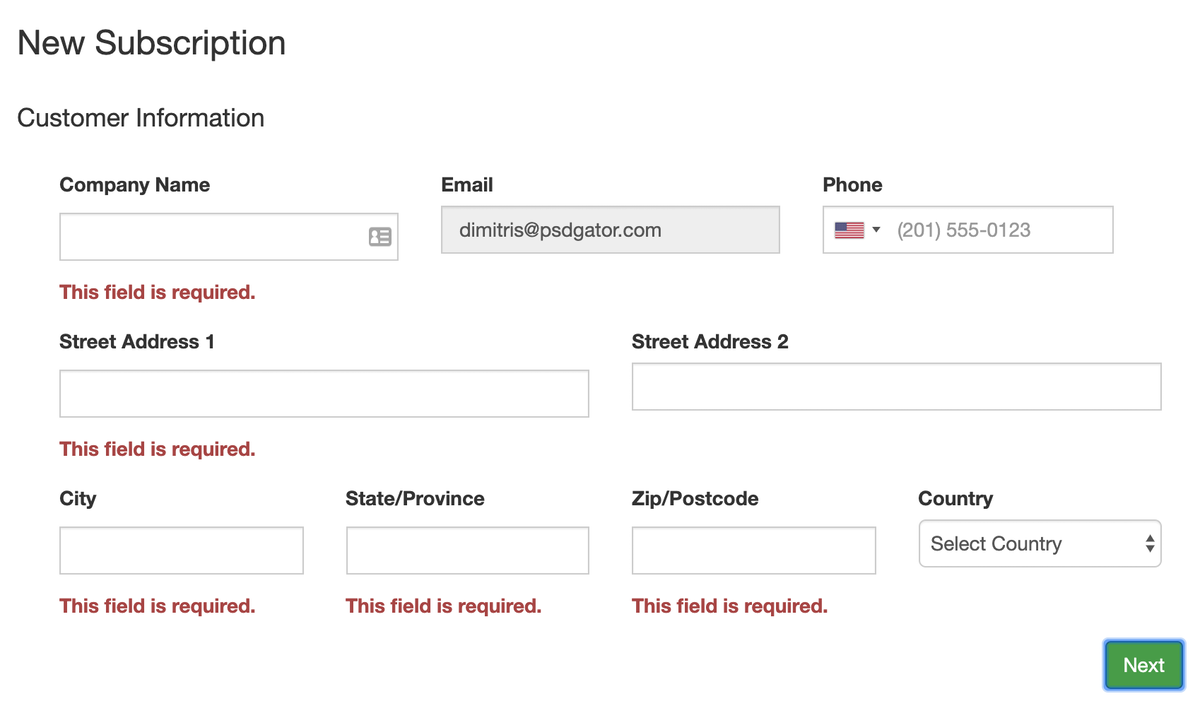 New Subscription
Customer Information
Company Name Email Phone
dimitris@psdgator.com (201) 555-0123
This field is required.
Street Address 1 Street Address 2
This field is required.
City State/Province Zip/Postcode Country
Select Country
This field is required. This field is required. This field is required.
Next